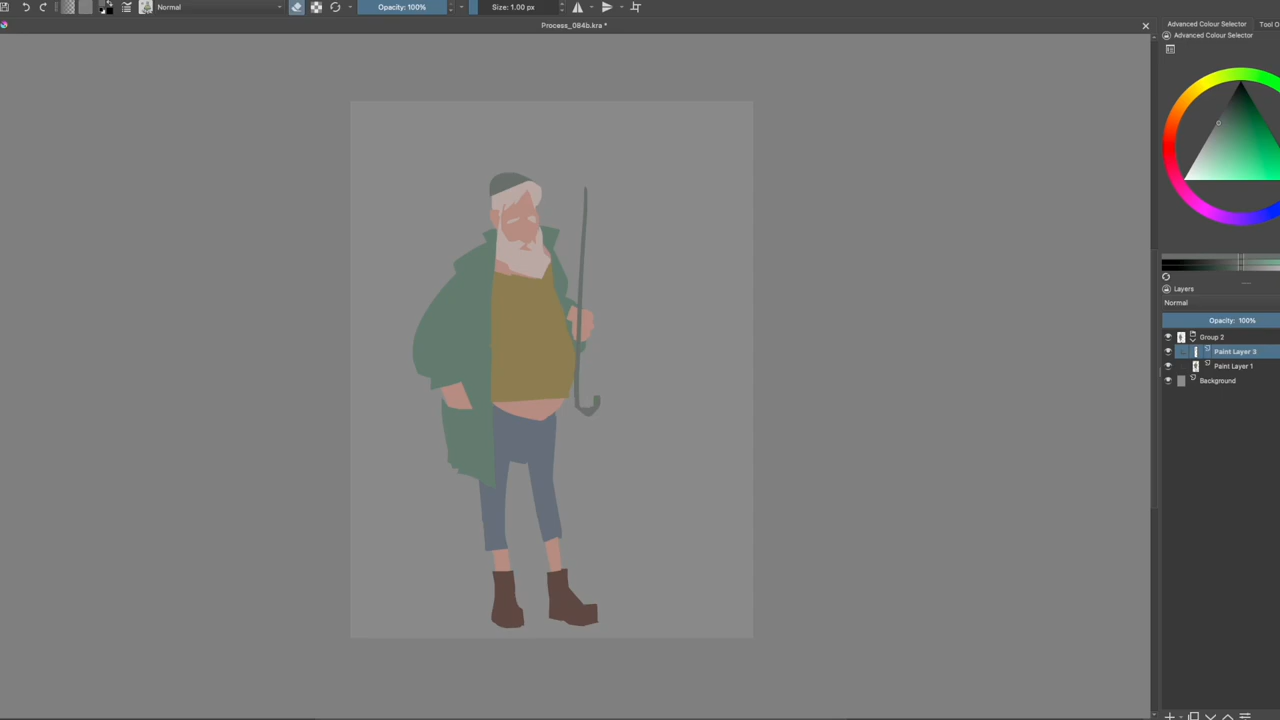 Normal
Opacity: 100%
Size: 1.00 px
Process_084b.kra *
Advanced Colour Selector
Tool O
Advanced Colour Selector
Layers
Normal
Opacity: 100%
Group 2
Paint Layer 3
Paint Layer 1
Background